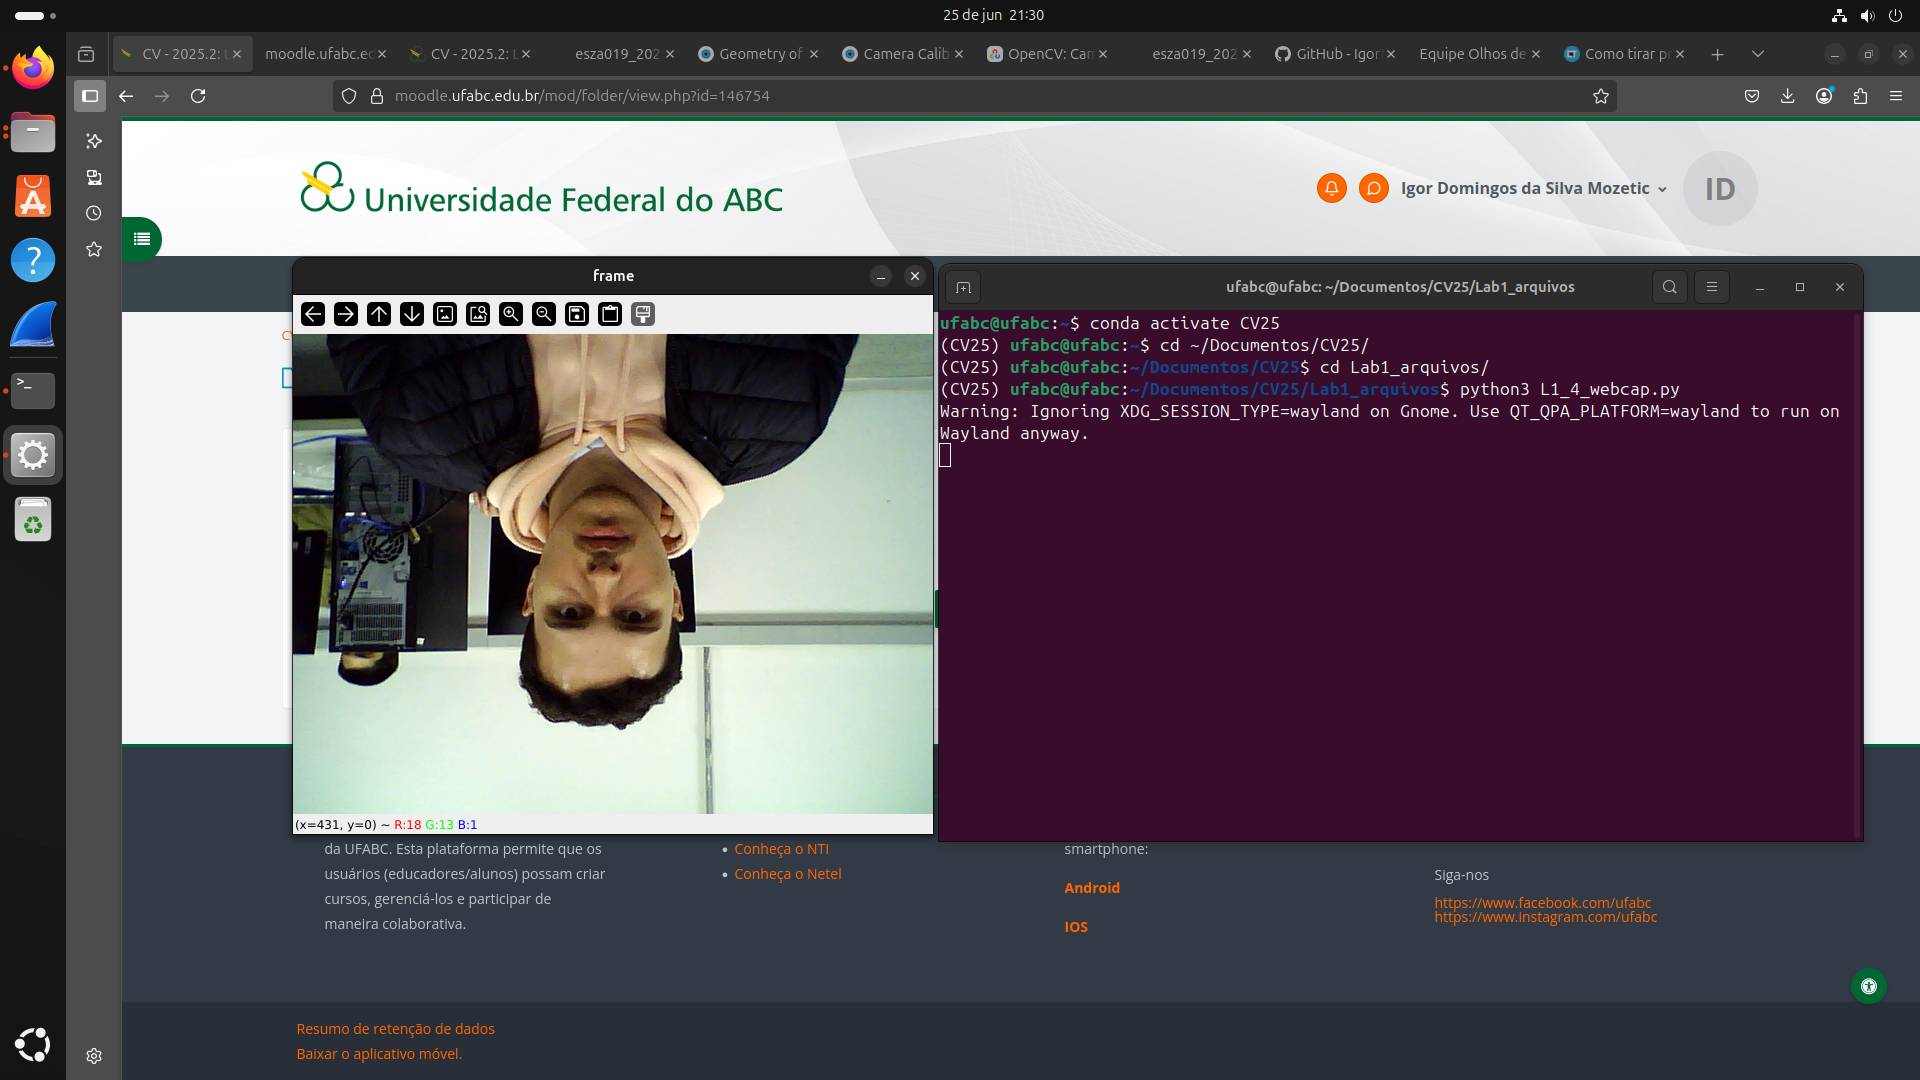 25 de jun 21:30
CV - 2025.2: L
moodle.ufabc.ed
CV - 2025.2: L
esza019_202
Geometry of
Camera Calib
OpenCV: Cam
esza019_202
GitHub - Igor
Equipe Olhos de
Como tirar p
moodle.ufabc.edu.br/mod/folder/view.php?id=146754
Universidade Federal do ABC
Igor Domingos da Silva Mozetic
ID
frame
ufabc@ufabc: ~/Documentos/CV25/Lab1_arquivos
ufabc@ufabc:~$ conda activate CV25
(CV25) ufabc@ufabc:~$ cd ~/Documentos/CV25/
(CV25) ufabc@ufabc:~/Documentos/CV25$ cd Lab1_arquivos/
(CV25) ufabc@ufabc:~/Documentos/CV25/Lab1_arquivos$ python3 L1_4_webcap.py
Warning: Ignoring XDG_SESSION_TYPE=wayland on Gnome. Use QT_QPA_PLATFORM=wayland to run on
Wayland anyway.
(x=431, y=0) ~ R:18 G:13 B:1
da UFABC. Esta plataforma permite que os
usuários (educadores/alunos) possam criar
cursos, gerenciá-los e participar de
maneira colaborativa.
Conheça o NTI
Conheça o Netel
smartphone:
Android
IOS
Siga-nos
https://www.facebook.com/ufabc
https://www.instagram.com/ufabc
Resumo de retenção de dados
Baixar o aplicativo móvel.